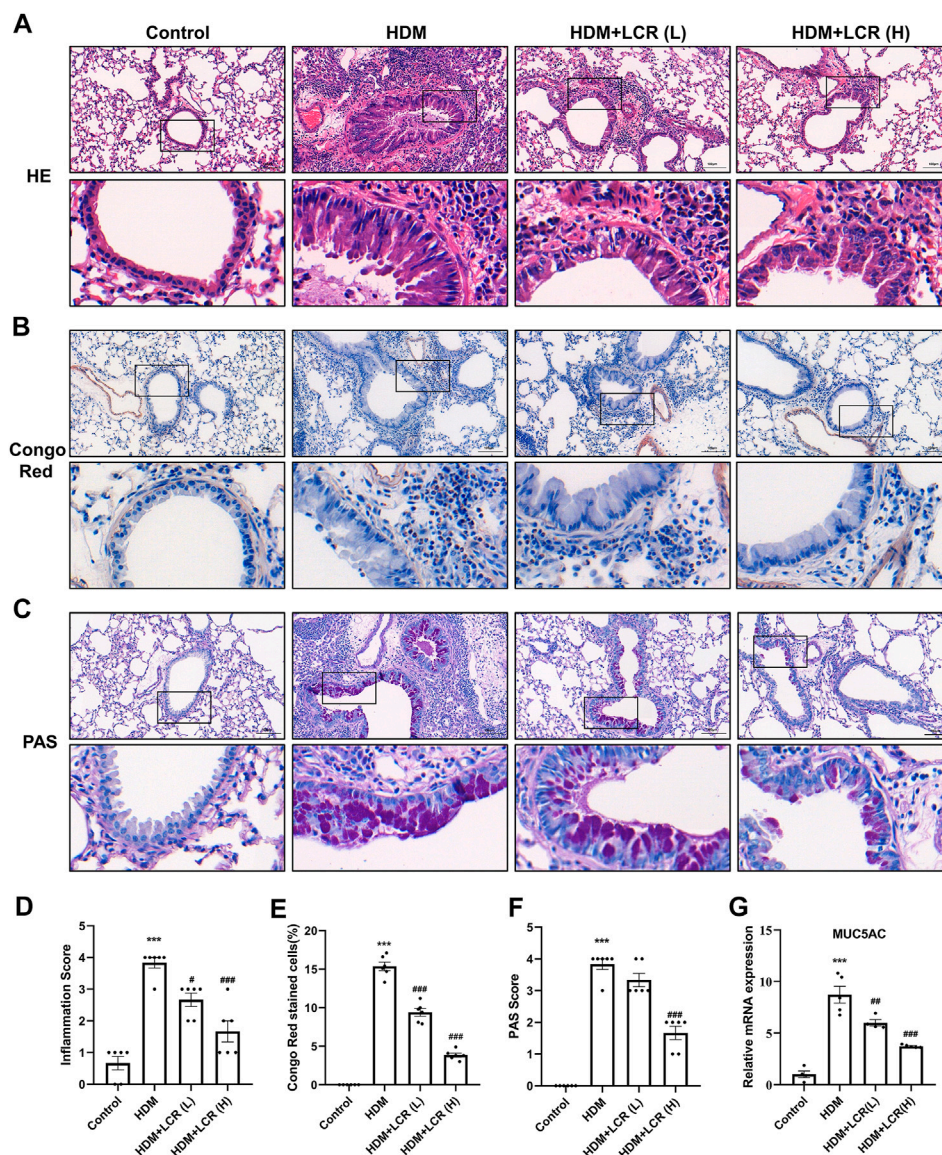 A
Control HDM HDM+LCR (L) HDM+LCR (H)
HE
B
Congo
Red
C
PAS
D
Inflammation Score
5
4
3
2
1
0
***
#
###
Control
HDM
HDM+LCR (L)
HDM+LCR (H)
E
Congo Red stained cells(%)
20
15
10
5
0
***
###
###
Control
HDM
HDM+LCR (L)
HDM+LCR (H)
F
PAS Score
5
4
3
2
1
0
***
###
Control
HDM
HDM+LCR (L)
HDM+LCR (H)
G
MUC5AC
Relative mRNA expression
15
10
5
0
***
##
###
Control
HDM
HDM+LCR(L)
HDM+LCR(H)